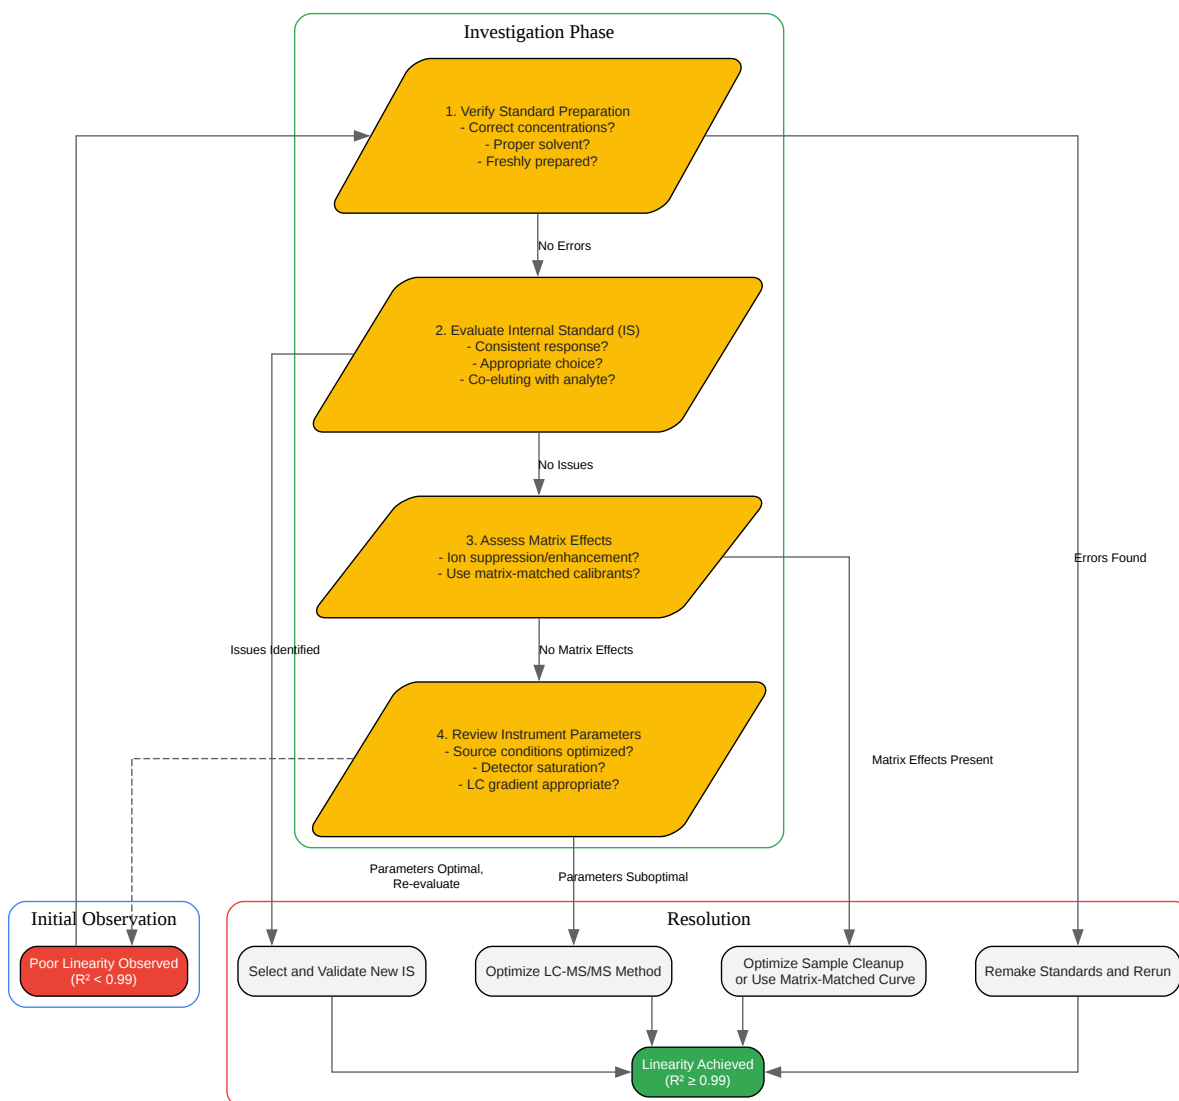 Investigation Phase
1. Verify Standard Preparation
- Correct concentrations?
- Proper solvent?
- Freshly prepared?
No Errors
2. Evaluate Internal Standard (IS)
- Consistent response?
- Appropriate choice?
- Co-eluting with analyte?
No Issues
3. Assess Matrix Effects
- Ion suppression/enhancement?
- Use matrix-matched calibrants?
Errors Found
Issues Identified
No Matrix Effects
4. Review Instrument Parameters
- Source conditions optimized?
- Detector saturation?
- LC gradient appropriate?
Matrix Effects Present
Parameters Optimal,
Re-evaluate
Parameters Suboptimal
Initial Observation
Resolution
Poor Linearity Observed
(R² < 0.99)
Select and Validate New IS
Optimize LC-MS/MS Method
Optimize Sample Cleanup
or Use Matrix-Matched Curve
Remake Standards and Rerun
Linearity Achieved
(R² ≥ 0.99)